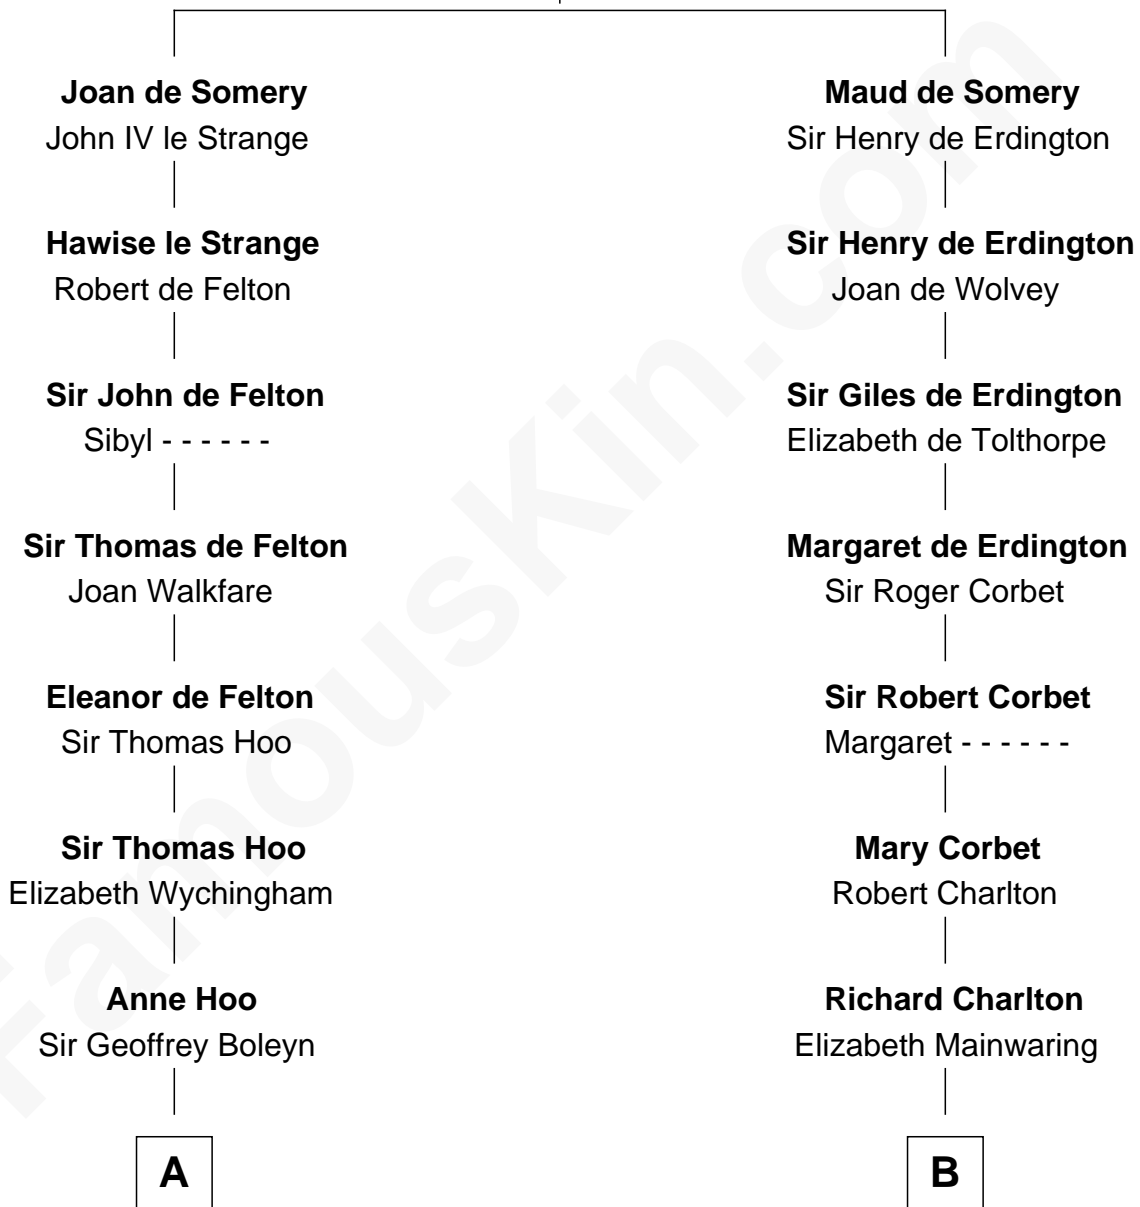 Joan de Somery
John IV le Strange
Hawise le Strange
Robert de Felton
Sir John de Felton
Sibyl - - - - - -
Sir Thomas de Felton
Joan Walkfare
Eleanor de Felton
Sir Thomas Hoo
Sir Thomas Hoo
Elizabeth Wychingham
Anne Hoo
Sir Geoffrey Boleyn
A
Maud de Somery
Sir Henry de Erdington
Sir Henry de Erdington
Joan de Wolvey
Sir Giles de Erdington
Elizabeth de Tolthorpe
Margaret de Erdington
Sir Roger Corbet
Sir Robert Corbet
Margaret - - - - - -
Mary Corbet
Robert Charlton
Richard Charlton
Elizabeth Mainwaring
B
FamousKin.com